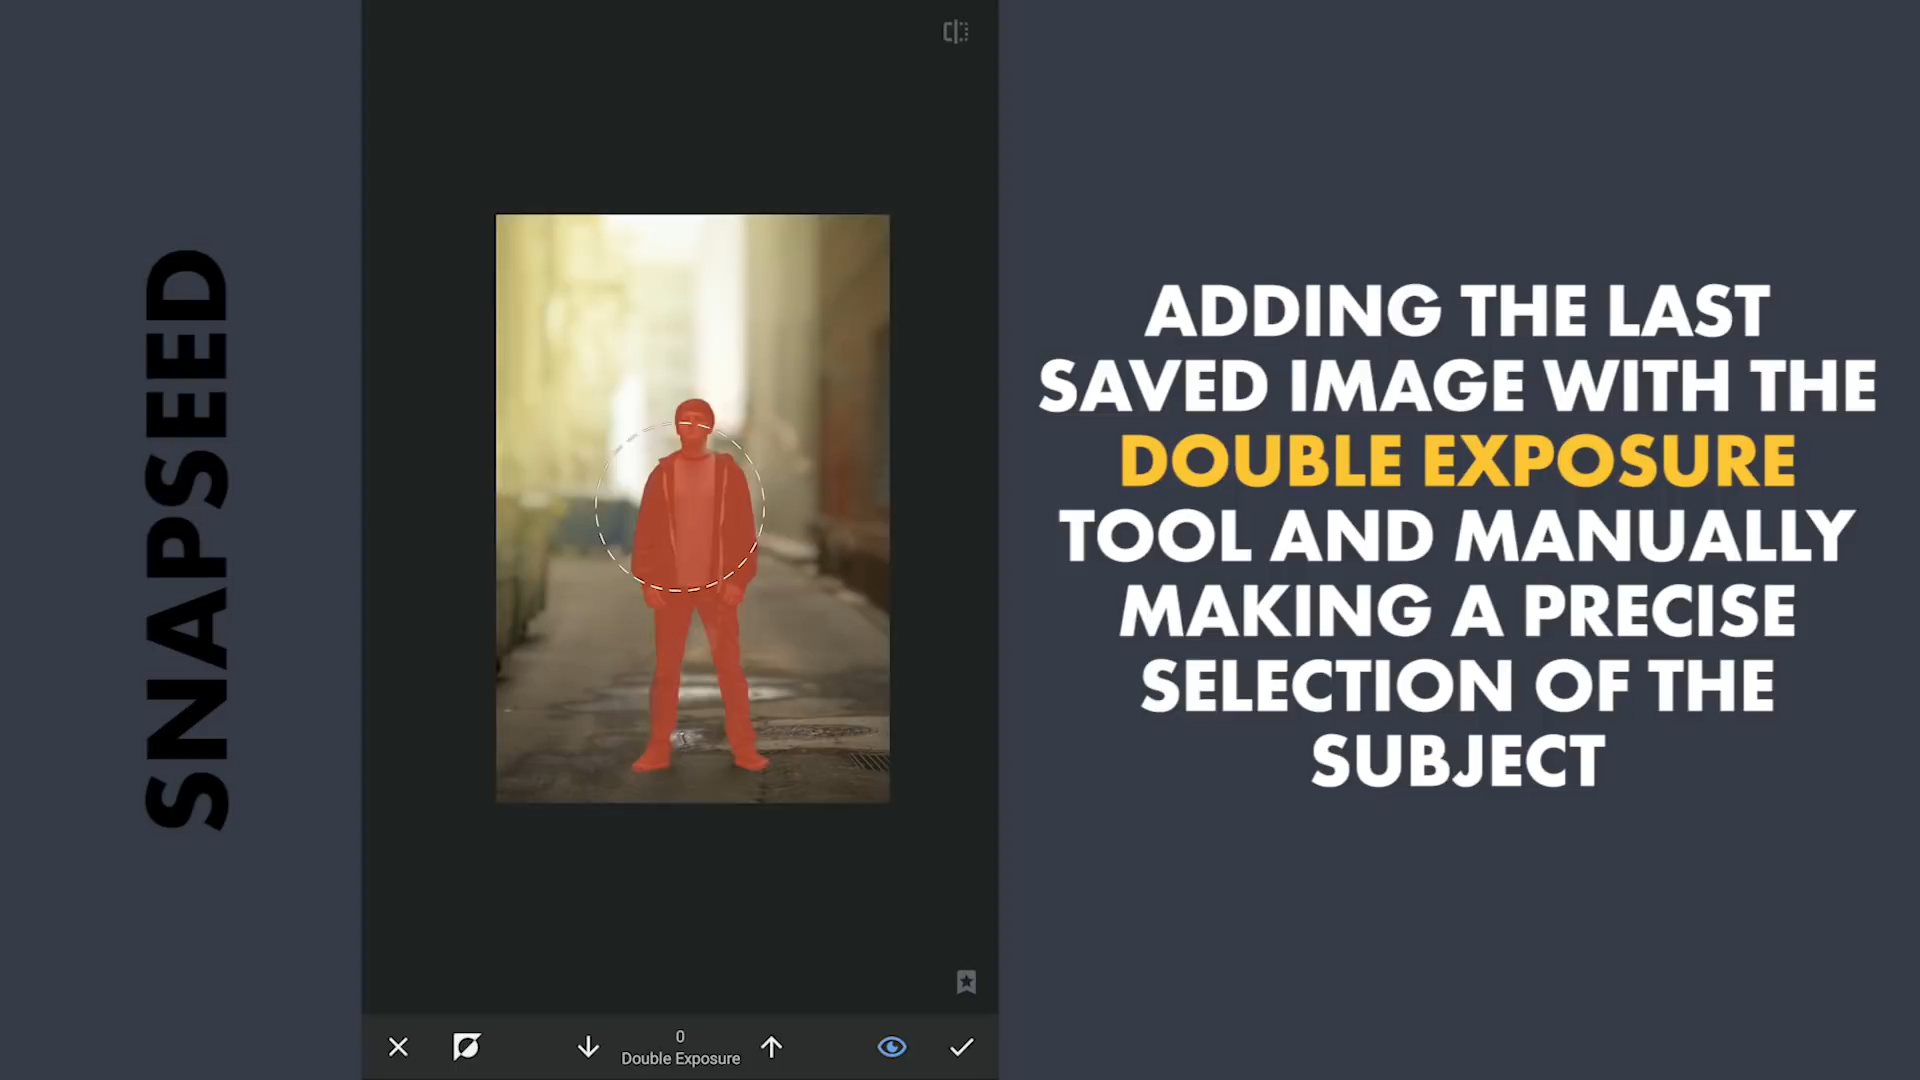 SNAPSEED
ADDING THE LAST
SAVED IMAGE WITH THE
DOUBLE EXPOSURE
TOOL AND MANUALLY
MAKING A PRECISE
SELECTION OF THE
SUBJECT
0
Double Exposure